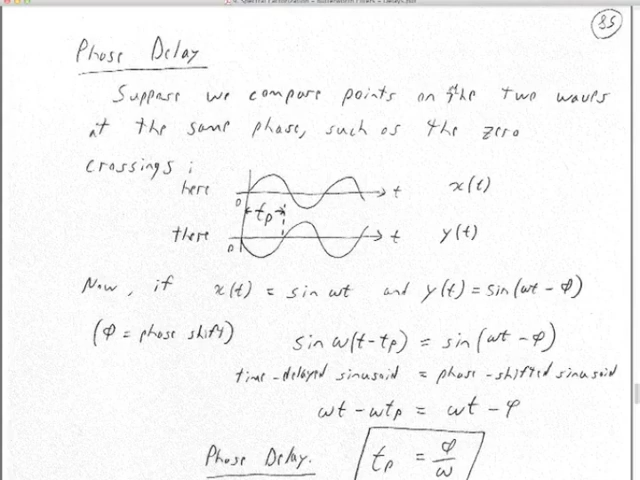 85
Phase Delay
Suppose we compare points on the two waves
at the same phase, such as the zero
crossings:
here 0 t x(t)
tp
there 0 t y(t)
Now, if x(t) = sin ωt and y(t) = sin(ωt - φ)
(φ = phase shift) sin ω(t-tp) = sin(ωt - φ)
time-delayed sinusoid = phase-shifted sinusoid
ωt - ωtp = ωt - φ
Phase Delay. tp = φ/ω